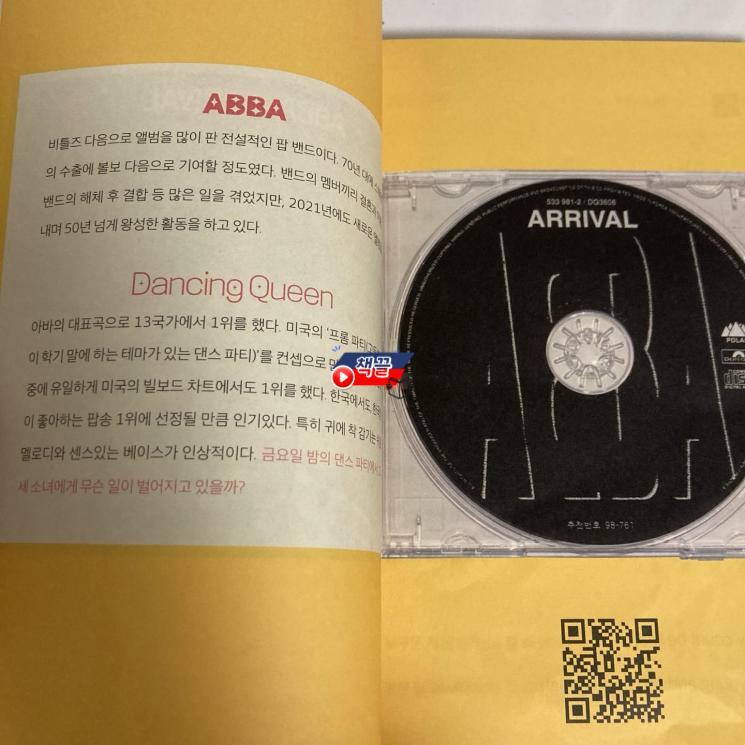 ABBA
비틀즈 다음으로 앨범을 많이 판 전설적인 팝 밴드이다. 70년대에
의 수출에 볼보 다음으로 기여할 정도였다. 밴드의 멤버끼리 결혼과
밴드의 해체 후 결합 등 많은 일을 겪었지만, 2021년에도 새로운
내며 50년 넘게 왕성한 활동을 하고 있다.
Dancing Queen
아바의 대표곡으로 13국가에서 1위를 했다. 미국의 '프롬 파티
이 학기 말에 하는 테마가 있는 댄스 파티)'를 컨셉으로
중에 유일하게 미국의 빌보드 차트에서도 1위를 했다. 한국에서도,
이 좋아하는 팝송 1위에 선정될 만큼 인기있다. 특히 귀에 착 감기는
멜로디와 센스있는 베이스가 인상적이다. 금요일 밤의 댄스 파티에서
세 소녀에게 무슨 일이 벌어지고 있을까?
책끝
533 981-2 / DG3606
ARRIVAL
ABBA
추천번호 98-761